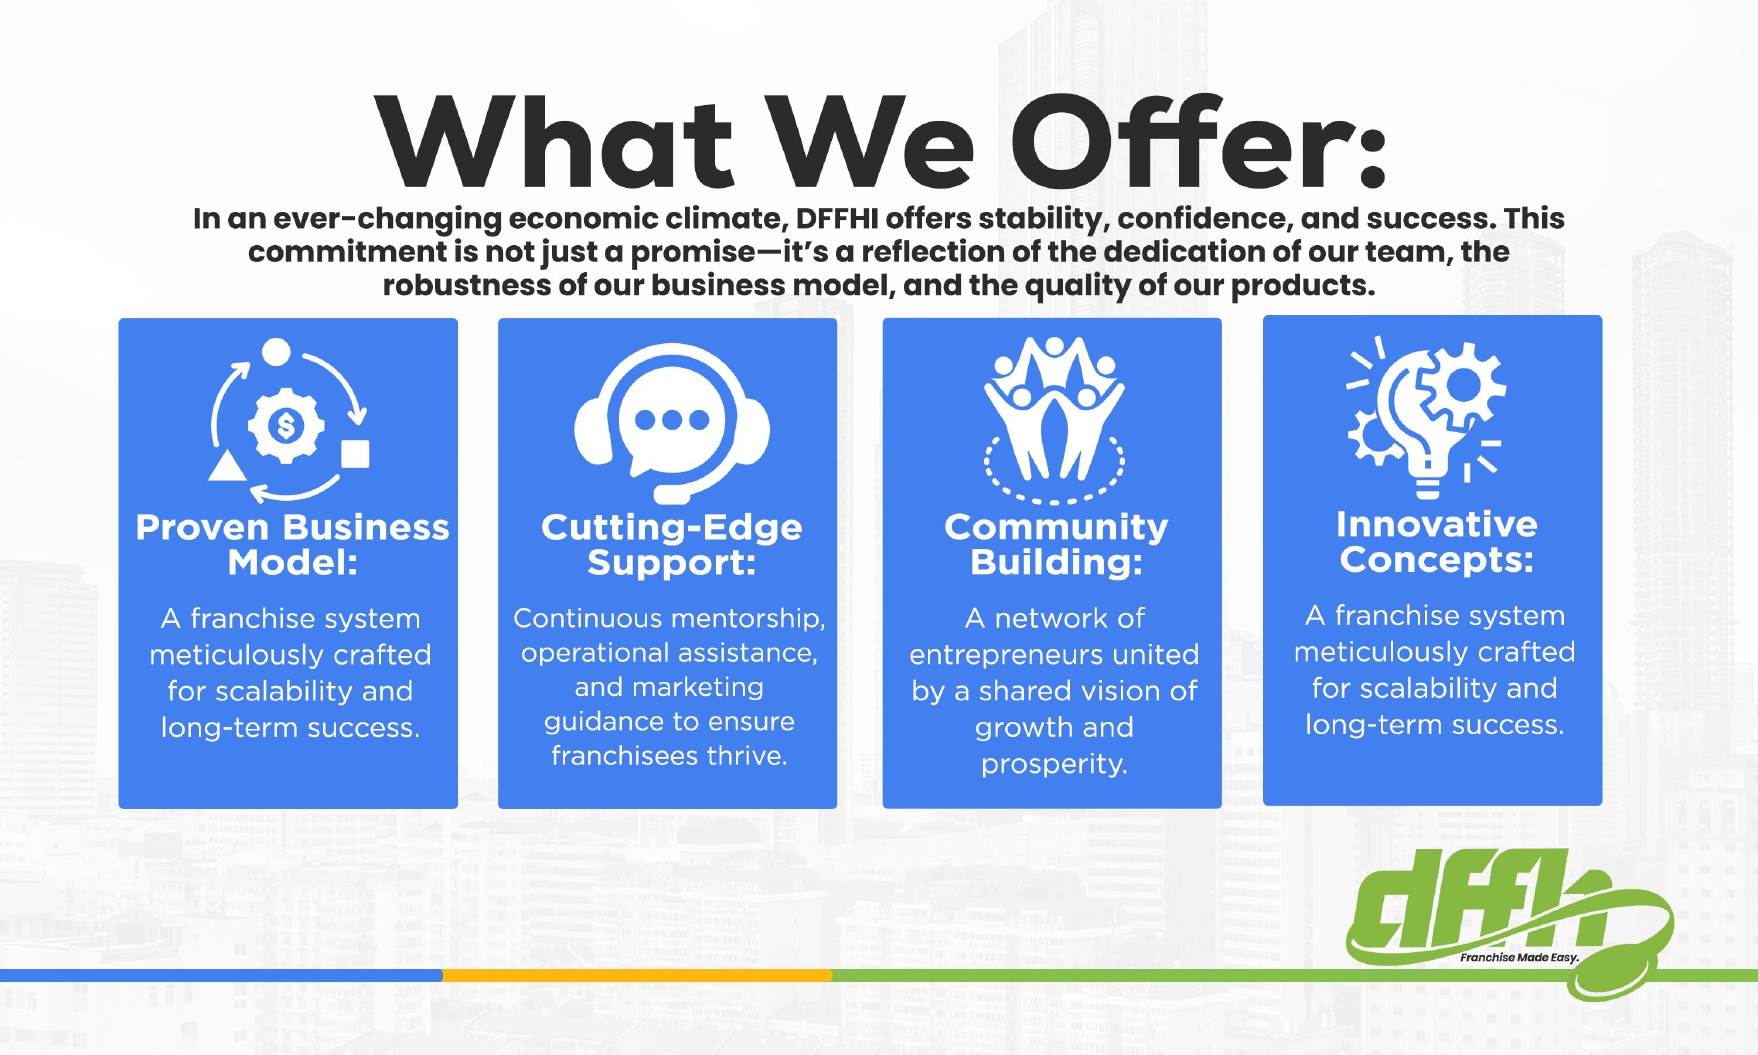 What We Offer:
In an ever-changing economic climate, DFFHI offers stability, confidence, and success. This
commitment is not just a promise—it's a reflection of the dedication of our team, the
robustness of our business model, and the quality of our products.
$
Proven Business
Model:
A franchise system
meticulously crafted
for scalability and
long-term success.
Cutting-Edge
Support:
Continuous mentorship,
operational assistance,
and marketing
guidance to ensure
franchisees thrive.
Community
Building:
A network of
entrepreneurs united
by a shared vision of
growth and
prosperity.
Innovative
Concepts:
A franchise system
meticulously crafted
for scalability and
long-term success.
dffh
Franchise Made Easy.